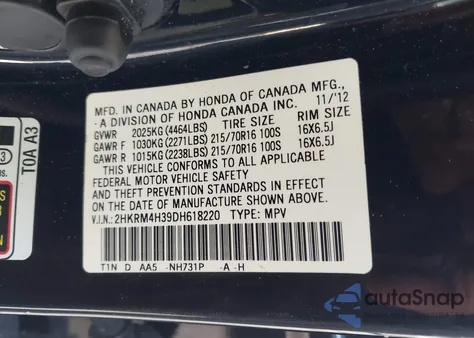 MFD. IN CANADA BY HONDA OF CANADA MFG.,
A DIVISION OF HONDA CANADA INC. 11/'12
GVWR 2025KG (4464LBS) TIRE SIZE RIM SIZE
GAWR F 1030KG (2271LBS) 215/70R16 100S 16X6.5J
GAWR R 1015KG (2238LBS) 215/70R16 100S 16X6.5J
THIS VEHICLE CONFORMS TO ALL APPLICABLE
FEDERAL MOTOR VEHICLE SAFETY
AND THEFT PREVENTION STANDARDS IN EFFECT
ON THE DATE OF MANUFACTURE SHOWN ABOVE.
V.I.N.:2HKRM4H39DH618220 TYPE: MPV
T1N D AA5 -NH731P -A -H
T0A A3
3
bs.
autoSnap